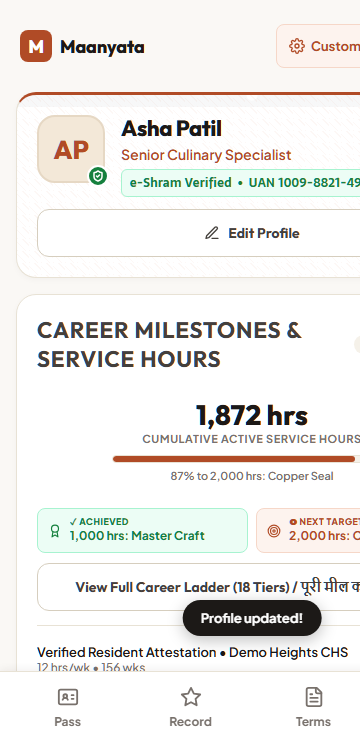 M Maanyata
Custom
AP
Asha Patil
Senior Culinary Specialist
e-Shram Verified • UAN 1009-8821-49
Edit Profile
CAREER MILESTONES &
SERVICE HOURS
1,872 hrs
CUMULATIVE ACTIVE SERVICE HOURS
87% to 2,000 hrs: Copper Seal
✓ ACHIEVED
1,000 hrs: Master Craft
NEXT TARGET
2,000 hrs: C
View Full Career Ladder (18 Tiers) / पूरी मील क
Profile updated!
Verified Resident Attestation • Demo Heights CHS
12 hrs/wk • 156 wks
Pass
Record
Terms